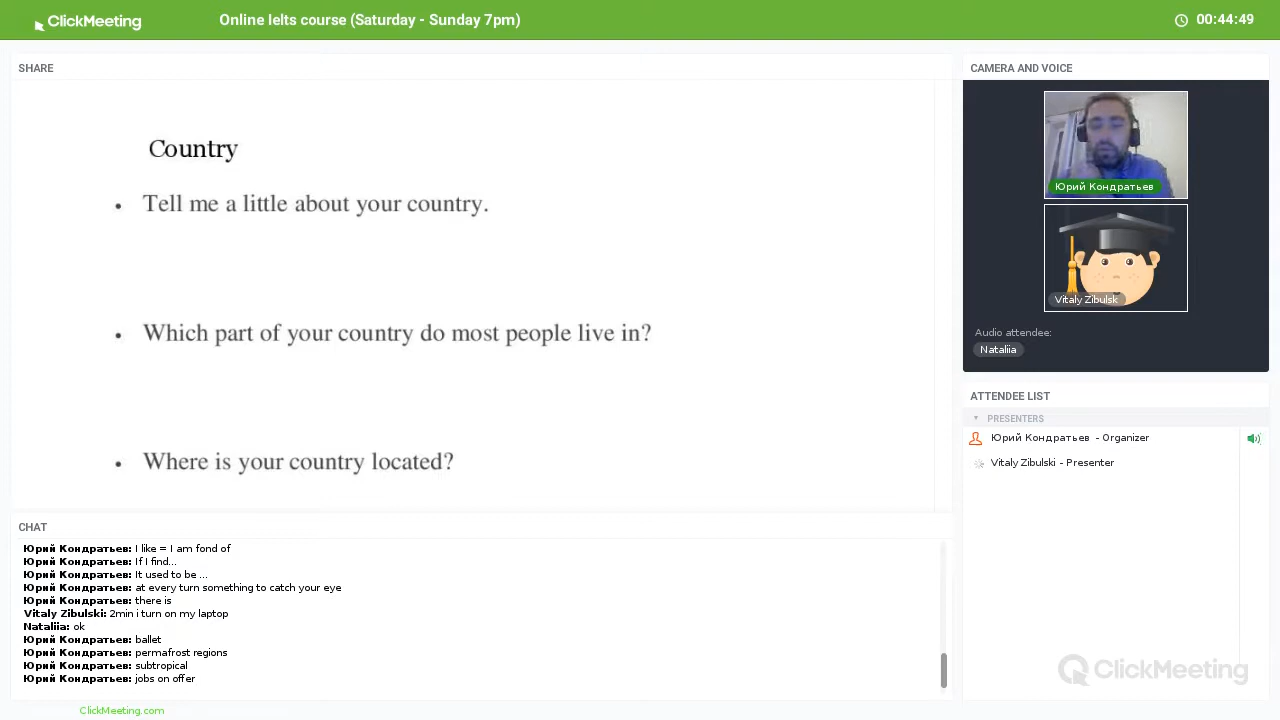 ClickMeeting
Online Ielts course (Saturday - Sunday 7pm)
00:44:49
SHARE
Country
• Tell me a little about your country.
• Which part of your country do most people live in?
• Where is your country located?
CAMERA AND VOICE
Юрий Кондратьев
Vitaly Zibulsk
Audio attendee:
Nataliia
ATTENDEE LIST
PRESENTERS
Юрий Кондратьев - Organizer
Vitaly Zibulski - Presenter
CHAT
Юрий Кондратьев: I like = I am fond of
Юрий Кондратьев: If I find...
Юрий Кондратьев: It used to be ...
Юрий Кондратьев: at every turn something to catch your eye
Юрий Кондратьев: there is
Vitaly Zibulski: 2min i turn on my laptop
Nataliia: ok
Юрий Кондратьев: ballet
Юрий Кондратьев: permafrost regions
Юрий Кондратьев: subtropical
Юрий Кондратьев: jobs on offer
ClickMeeting
ClickMeeting.com